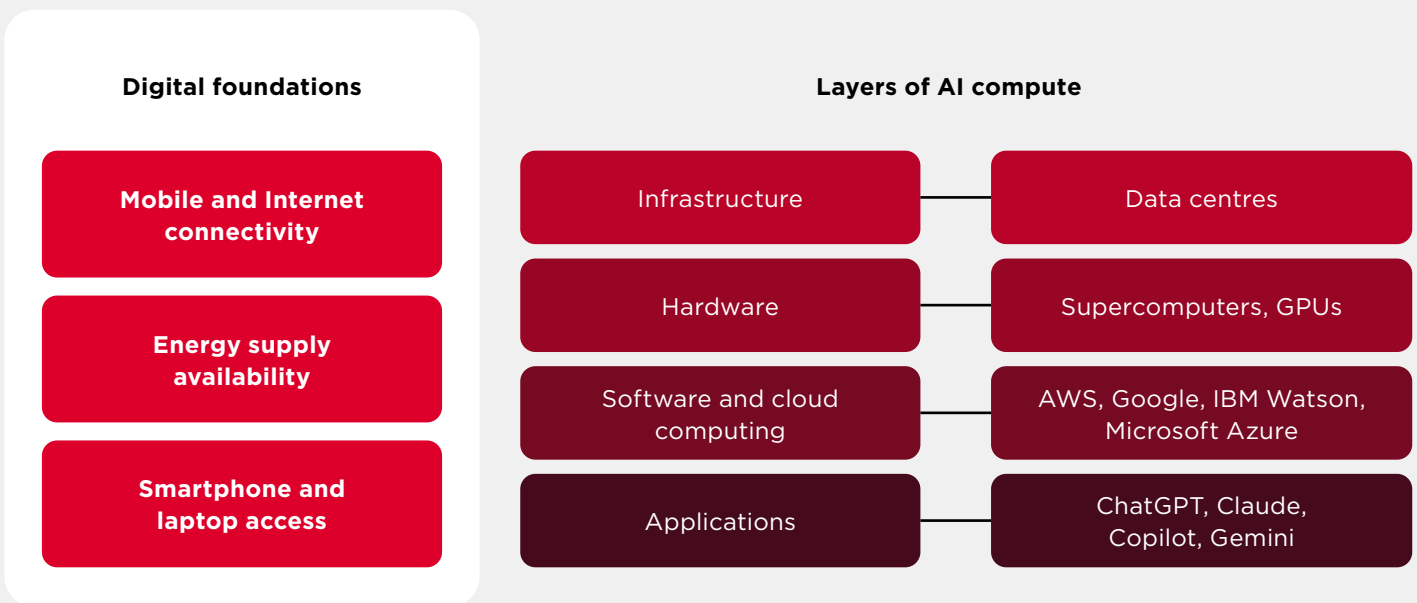 Digital foundations
Mobile and Internet
connectivity
Energy supply
availability
Smartphone and
laptop access
Layers of AI compute
Infrastructure
Data centres
Hardware
Supercomputers, GPUs
Software and cloud
computing
AWS, Google, IBM Watson,
Microsoft Azure
Applications
ChatGPT, Claude,
Copilot, Gemini